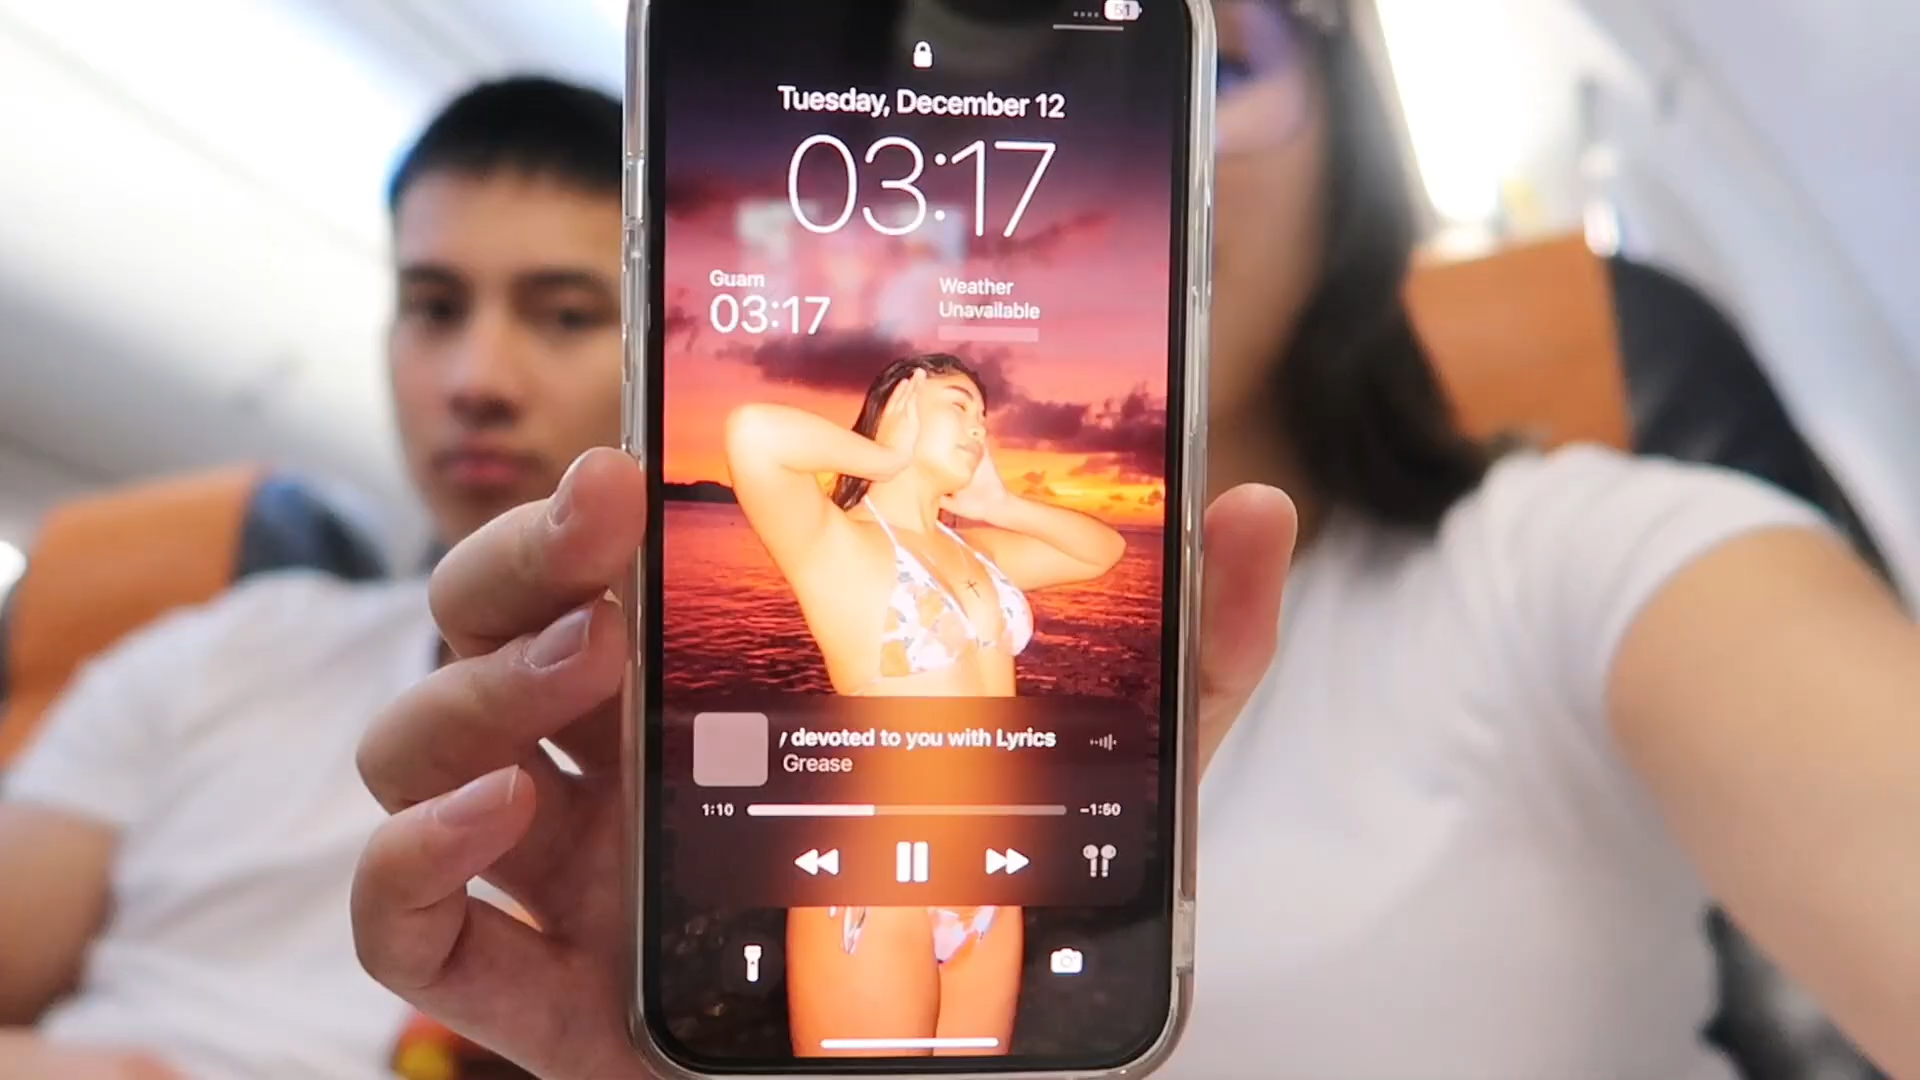 51
Tuesday, December 12
03:17
Guam
03:17
Weather
Unavailable
devoted to you with Lyrics
Grease
1:10
-1:50